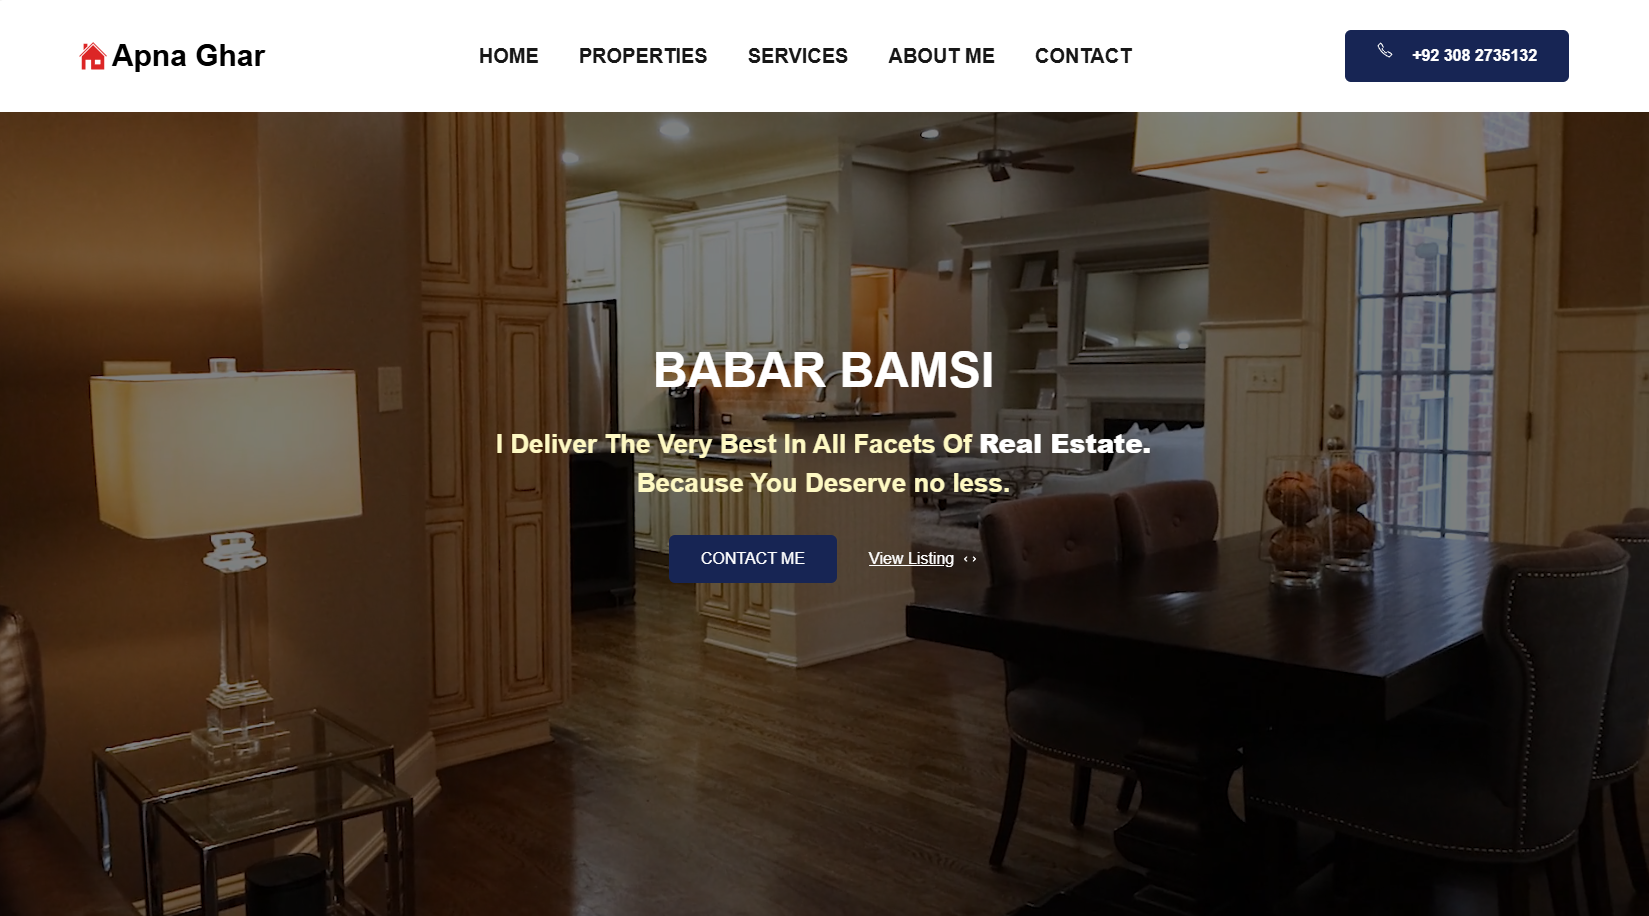 Apna Ghar
HOME
PROPERTIES
SERVICES
ABOUT ME
CONTACT
+92 308 2735132
BABAR BAMSI
I Deliver The Very Best In All Facets Of Real Estate.
Because You Deserve no less.
CONTACT ME
View Listing ‹ ›